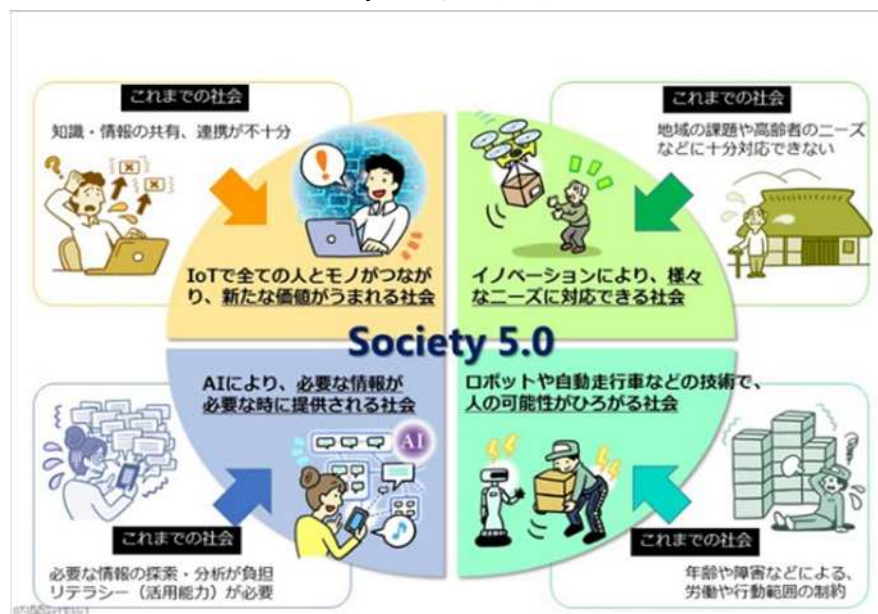 これまでの社会
知識・情報の共有、連携が不十分
IoTで全ての人とモノがつなが
り、新たな価値がうまれる社会
これまでの社会
地域の課題や高齢者のニーズ
などに十分対応できない
イノベーションにより、様々
なニーズに対応できる社会
Society 5.0
AIにより、必要な情報が
必要な時に提供される社会
AI
これまでの社会
必要な情報の探索・分析が負担
リテラシー（活用能力）が必要
ロボットや自動走行車などの技術で、
人の可能性がひろがる社会
これまでの社会
年齢や障害などによる、
労働や行動範囲の制約